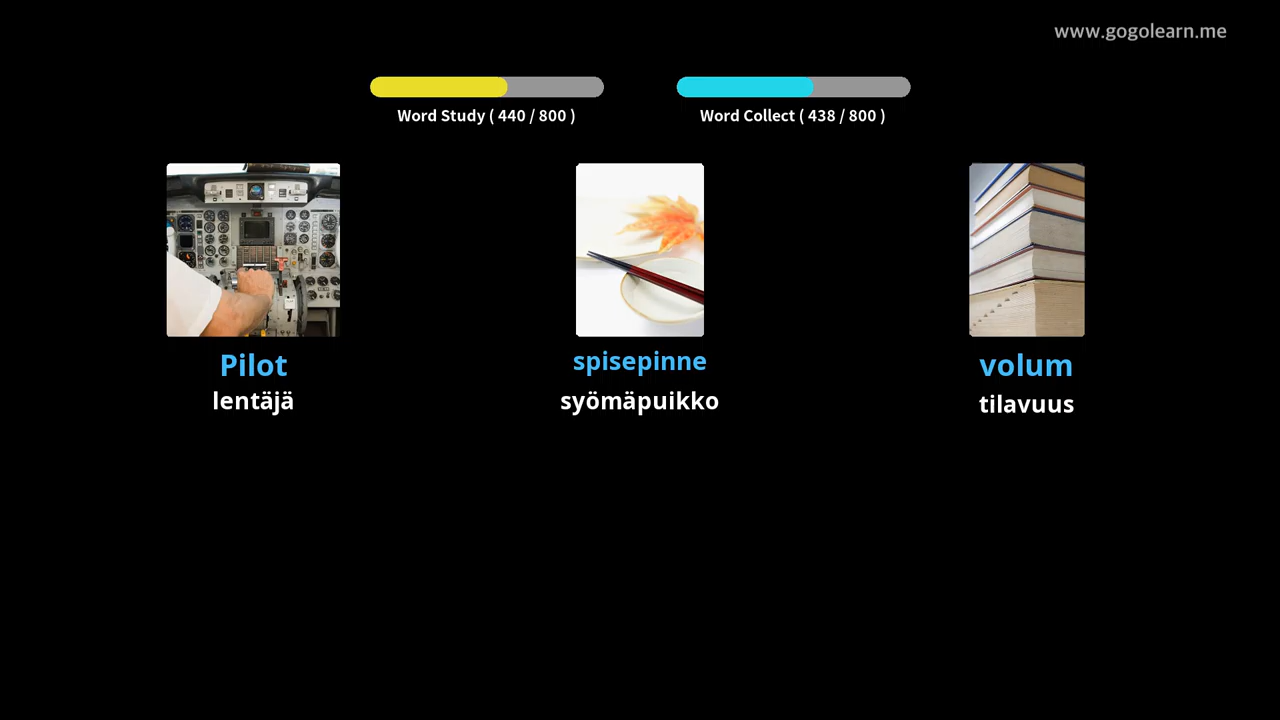 www.gogolearn.me
Word Study ( 440 / 800 )
Word Collect ( 438 / 800 )
Pilot
lentäjä
spisepinne
syömäpuikko
volum
tilavuus